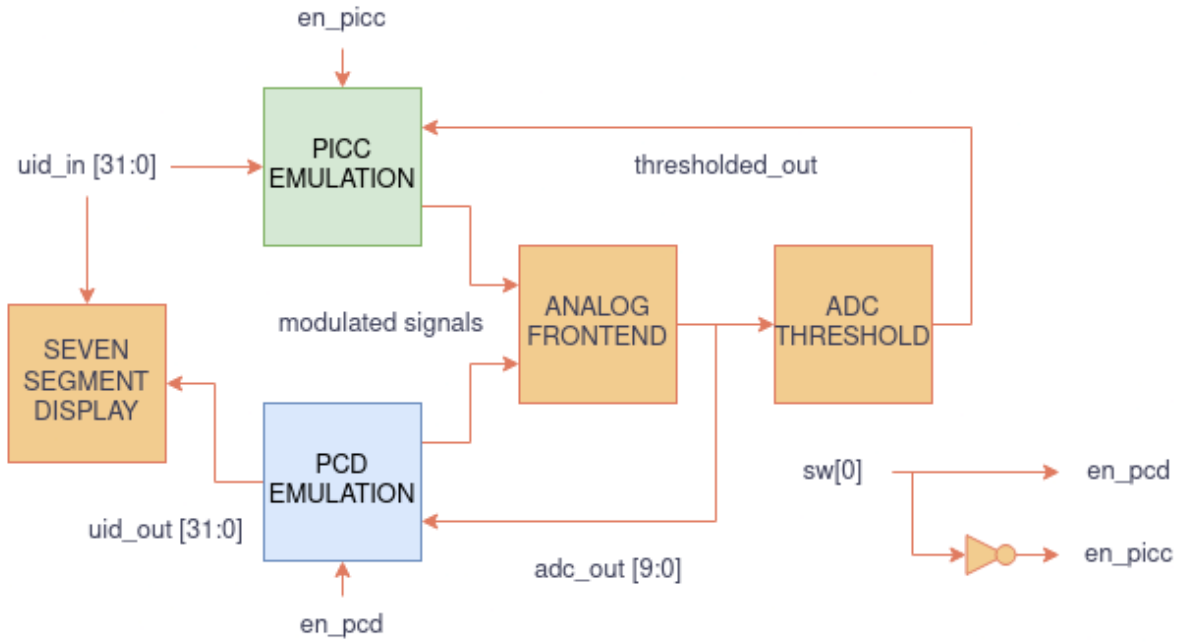 en_picc
PICC
EMULATION
uid_in [31:0]
thresholded_out
ANALOG
FRONTEND
ADC
THRESHOLD
modulated signals
SEVEN
SEGMENT
DISPLAY
PCD
EMULATION
sw[0]
en_pcd
uid_out [31:0]
en_picc
adc_out [9:0]
en_pcd